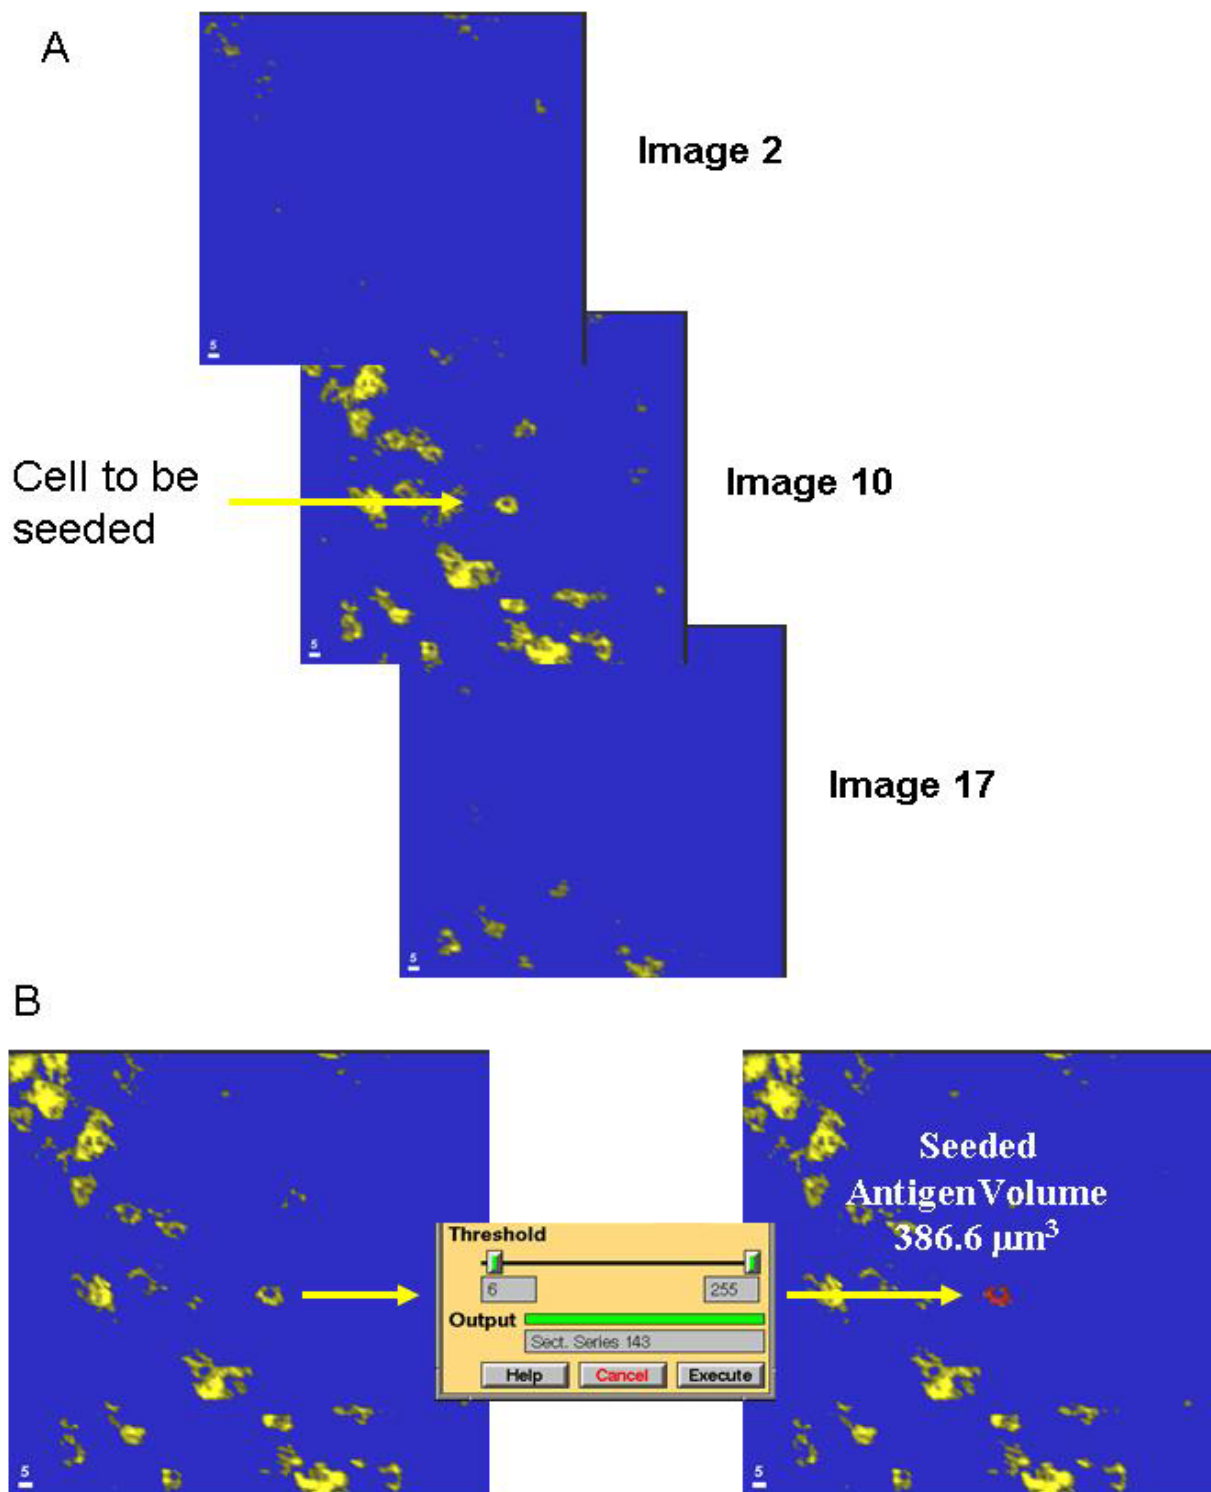 A
Image 2
5
Cell to be
seeded
Image 10
5
Image 17
5
B
Seeded
Antigen Volume
386.6 µm³
Threshold
6 255
Output
Sect. Series 143
Help Cancel Execute
5
5